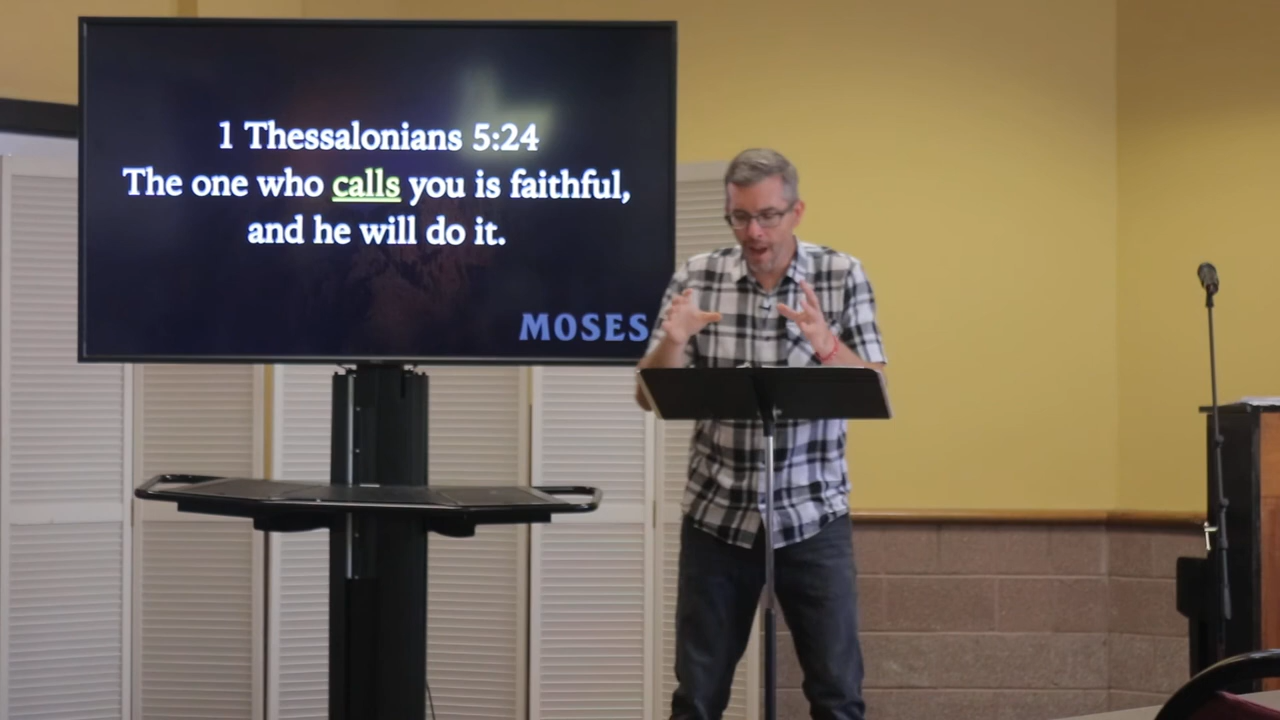 1 Thessalonians 5:24
The one who calls you is faithful,
and he will do it.
MOSES